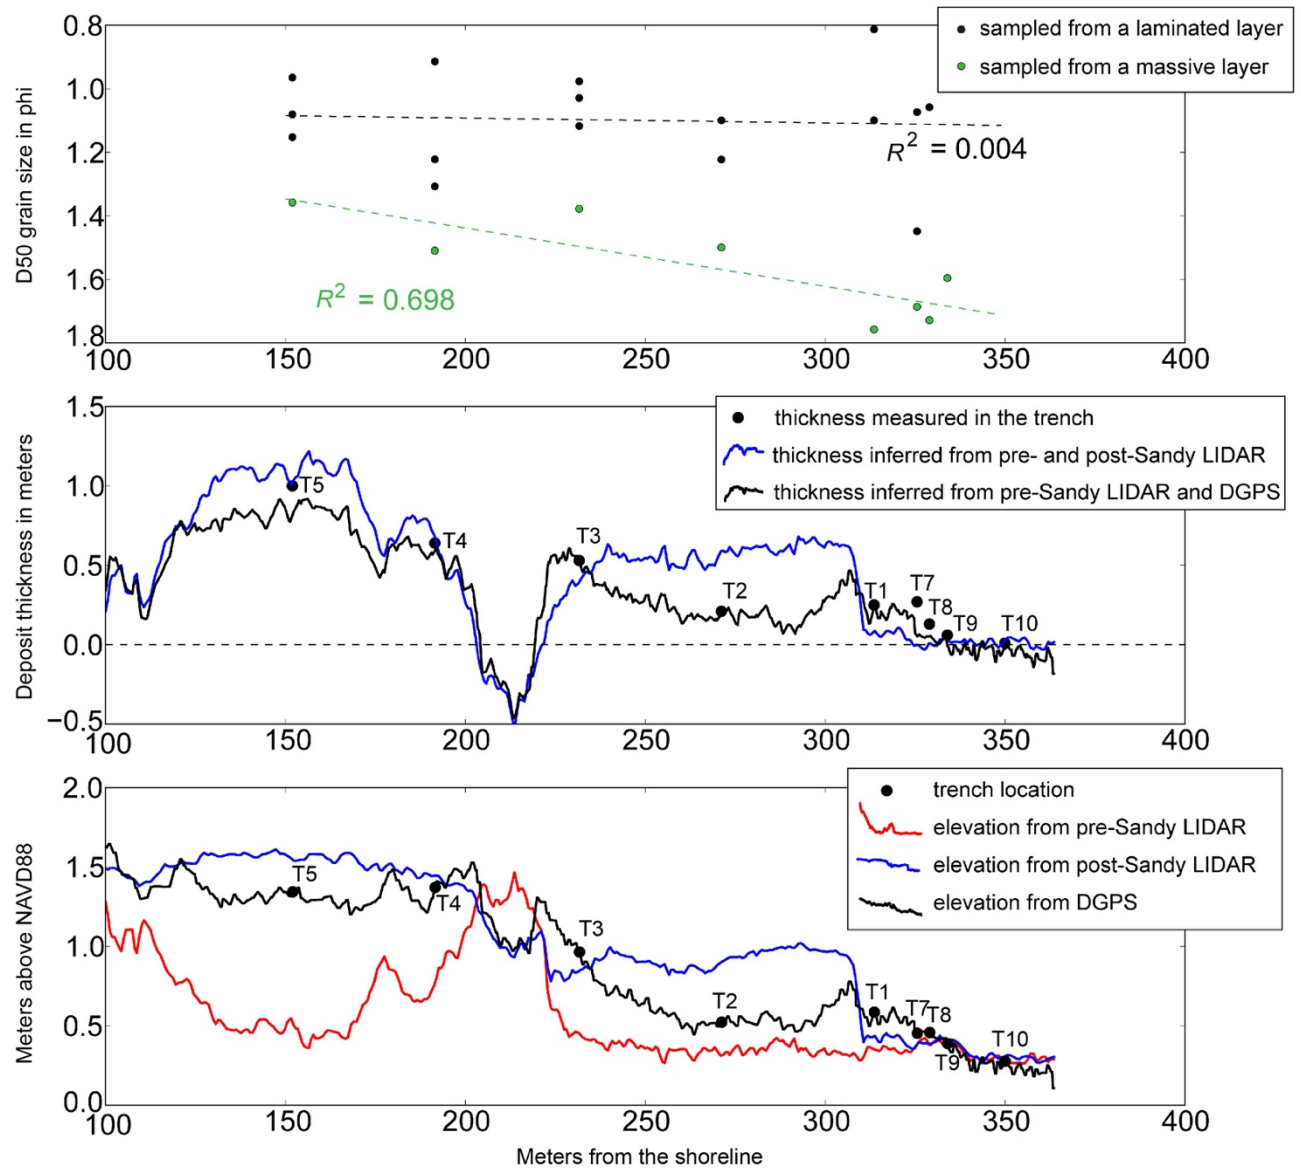 0.8
1.0
1.2
1.4
1.6
1.8
D50 grain size in phi
sampled from a laminated layer
sampled from a massive layer
R² = 0.004
R² = 0.698
100 150 200 250 300 350 400
1.5
1.0
0.5
0.0
−0.5
Deposit thickness in meters
thickness measured in the trench
thickness inferred from pre- and post-Sandy LIDAR
thickness inferred from pre-Sandy LIDAR and DGPS
T5
T4
T3
T2
T1
T7
T8
T9
T10
100 150 200 250 300 350 400
2.0
1.5
1.0
0.5
0.0
Meters above NAVD88
trench location
elevation from pre-Sandy LIDAR
elevation from post-Sandy LIDAR
elevation from DGPS
T5
T4
T3
T2
T1
T7
T8
T9
T10
100 150 200 250 300 350 400
Meters from the shoreline